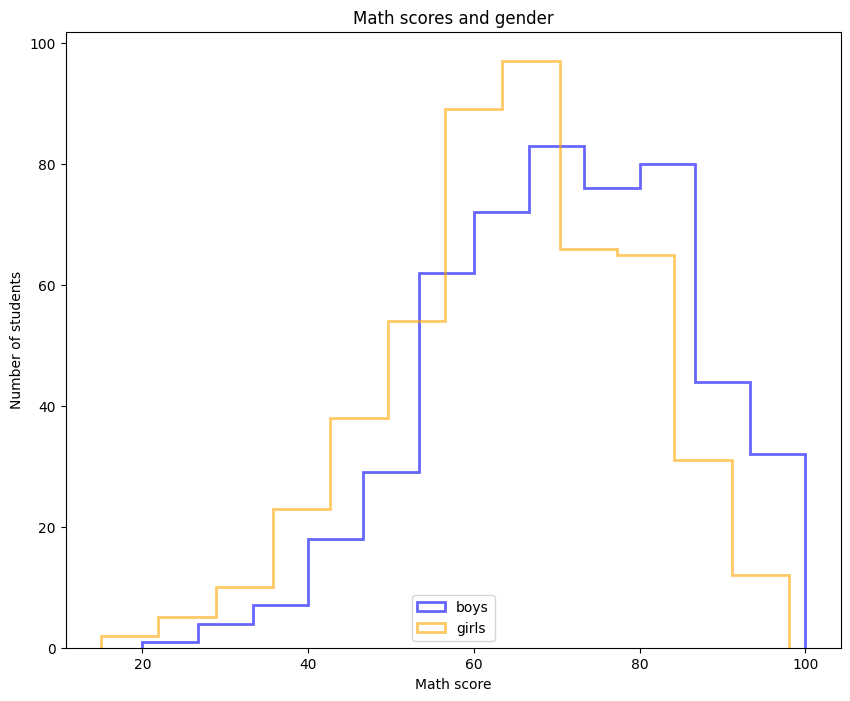 Math scores and gender
100
80
60
40
20
0
Number of students
boys
girls
20 40 60 80 100
Math score